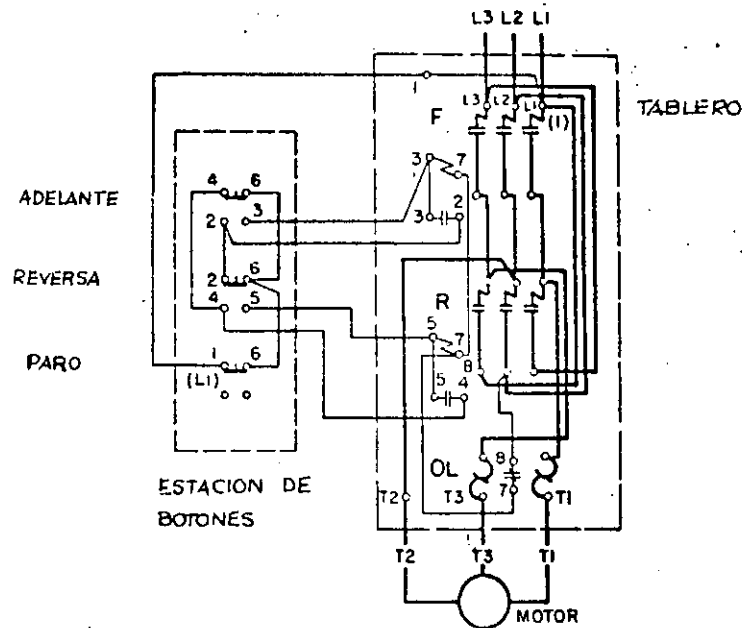 L3 L2 L1
1
L3 L2 L1
(1)
TABLERO
F
3 7
4 6
ADELANTE
2 3
3 2
REVERSA
2 6
R
4 5
5 7
PARO
1 6
8
(L1)
5 4
OL
8
ESTACION DE
BOTONES
T2 T3 7 T1
T2 T3 T1
MOTOR